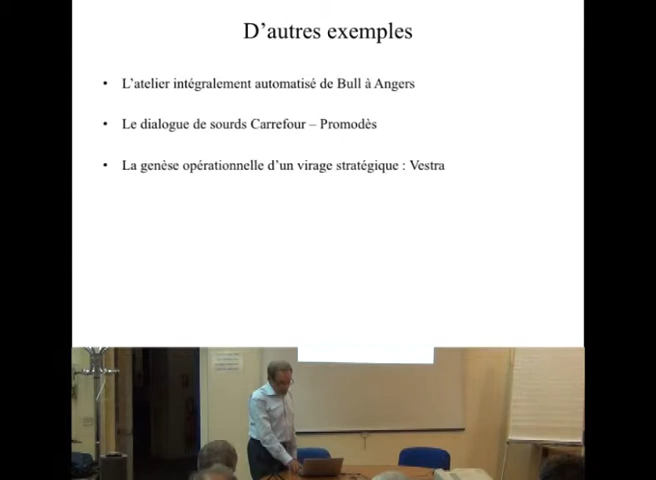 D’autres exemples
• L’atelier intégralement automatisé de Bull à Angers
• Le dialogue de sourds Carrefour – Promodès
• La genèse opérationnelle d’un virage stratégique : Vestra